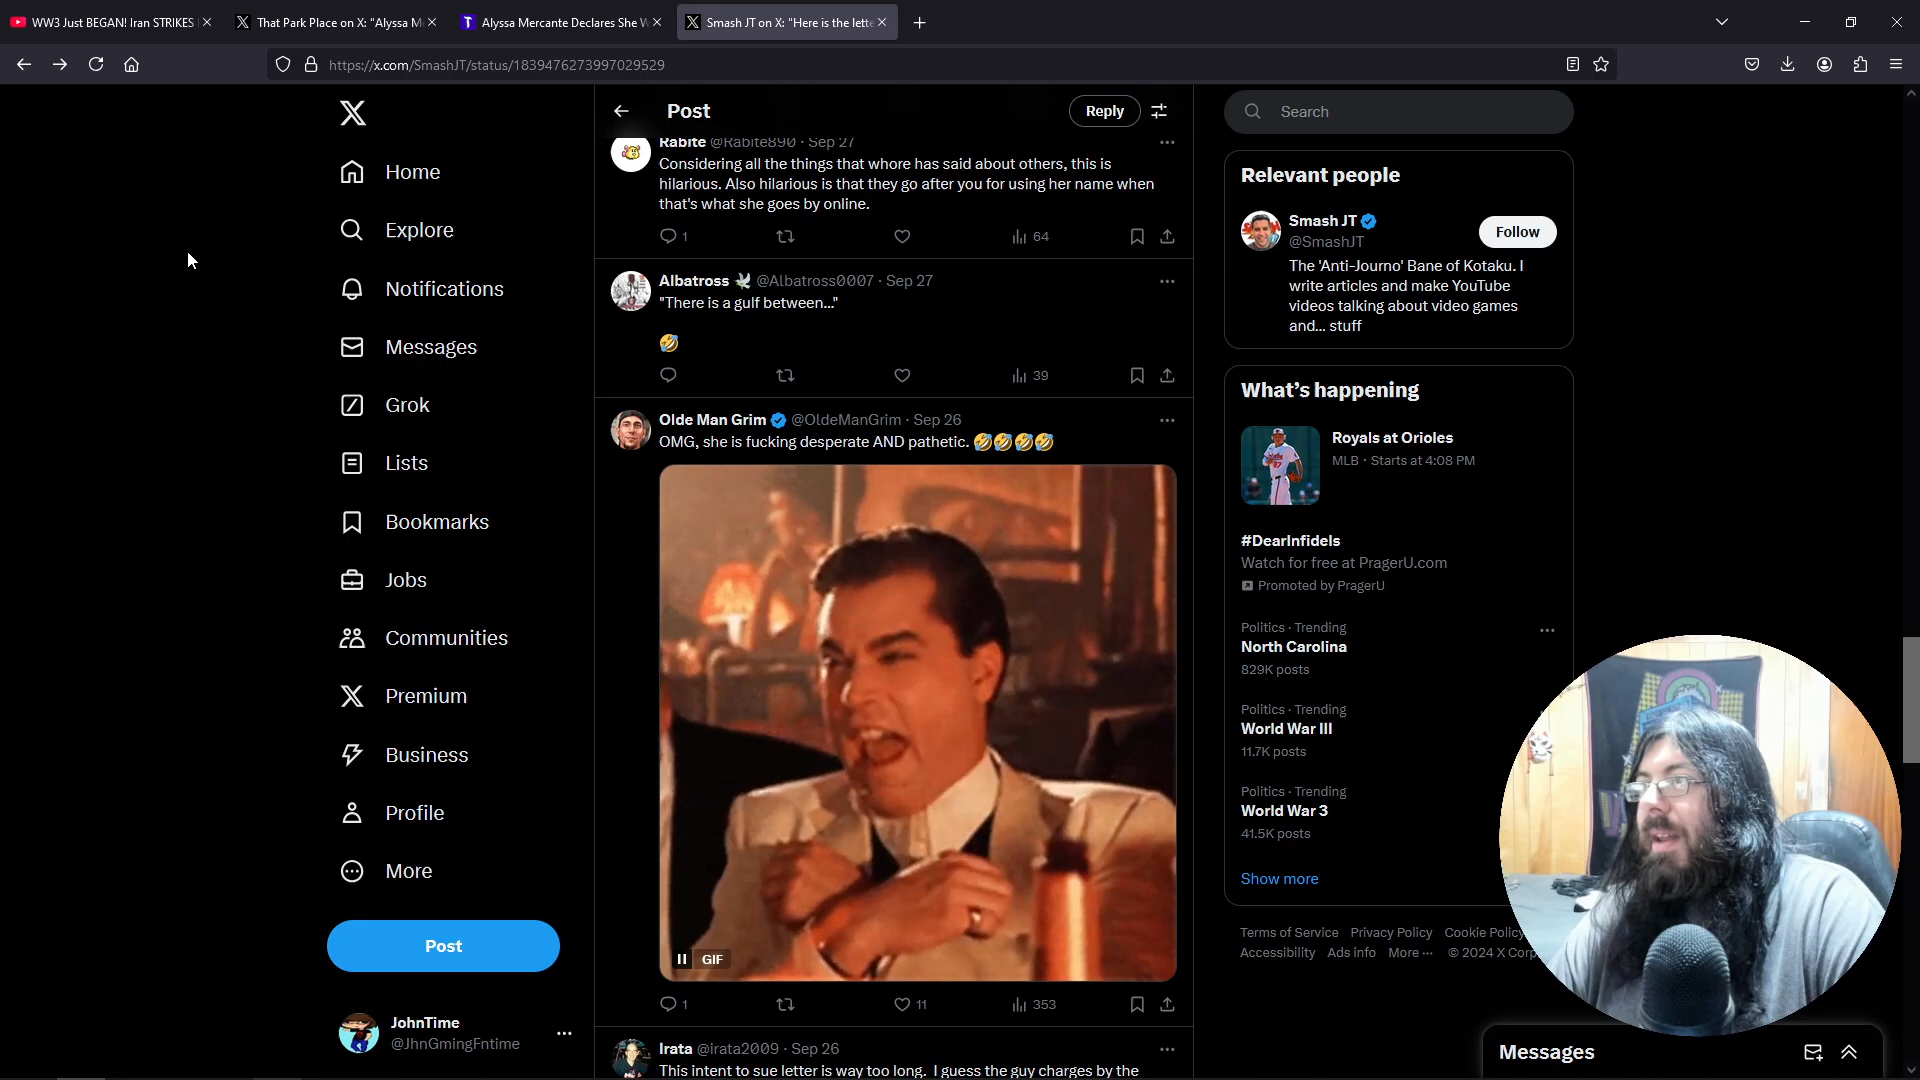 WW3 Just BEGAN! Iran STRIKES
That Park Place on X: "Alyssa M
Alyssa Mercante Declares She W
Smash JT on X: "Here is the lette
https://x.com/SmashJT/status/1839476273997029529
Home
Explore
Notifications
Messages
Grok
Lists
Bookmarks
Jobs
Communities
Premium
Business
Profile
More
Post
JohnTime
@JhnGmingFntime
Post
Reply
Rabite @Rabite890 · Sep 27
Considering all the things that whore has said about others, this is
hilarious. Also hilarious is that they go after you for using her name when
that's what she goes by online.
1
64
Albatross @Albatross0007 · Sep 27
"There is a gulf between..."
🤣
39
Olde Man Grim @OldeManGrim · Sep 26
OMG, she is fucking desperate AND pathetic. 🤣🤣🤣🤣
GIF
1
11
353
Irata @irata2009 · Sep 26
This intent to sue letter is way too long. I guess the guy charges by the
Search
Relevant people
Smash JT
@SmashJT
Follow
The 'Anti-Journo' Bane of Kotaku. I
write articles and make YouTube
videos talking about video games
and... stuff
What's happening
Royals at Orioles
MLB · Starts at 4:08 PM
#DearInfidels
Watch for free at PragerU.com
Promoted by PragerU
Politics · Trending
North Carolina
829K posts
Politics · Trending
World War III
11.7K posts
Politics · Trending
World War 3
41.5K posts
Show more
Terms of Service Privacy Policy Cookie Policy
Accessibility Ads info More ··· © 2024 X Corp
Messages